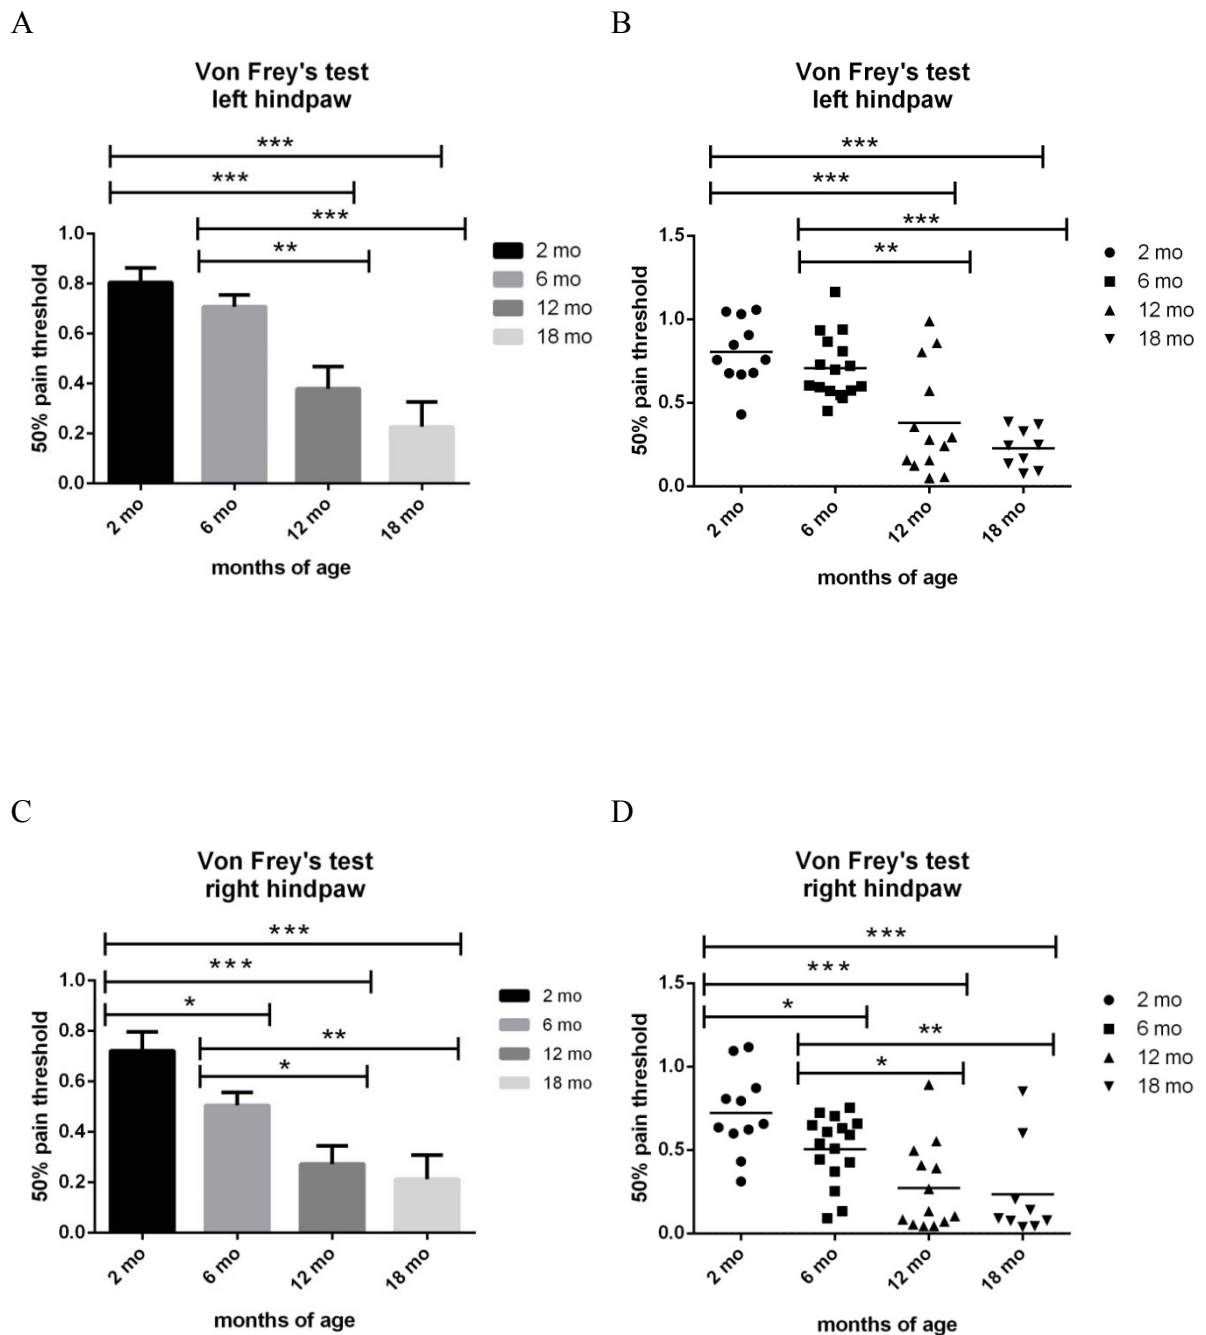 A
Von Frey's test
left hindpaw
***
***
***
**
50% pain threshold
1.0
0.8
0.6
0.4
0.2
0.0
2 mo
6 mo
12 mo
18 mo
months of age
2 mo
6 mo
12 mo
18 mo
B
Von Frey's test
left hindpaw
***
***
***
**
50% pain threshold
1.5
1.0
0.5
0.0
2 mo
6 mo
12 mo
18 mo
months of age
2 mo
6 mo
12 mo
18 mo
C
Von Frey's test
right hindpaw
***
***
*
**
*
50% pain threshold
1.0
0.8
0.6
0.4
0.2
0.0
2 mo
6 mo
12 mo
18 mo
months of age
2 mo
6 mo
12 mo
18 mo
D
Von Frey's test
right hindpaw
***
***
*
**
*
50% pain threshold
1.5
1.0
0.5
0.0
2 mo
6 mo
12 mo
18 mo
months of age
2 mo
6 mo
12 mo
18 mo